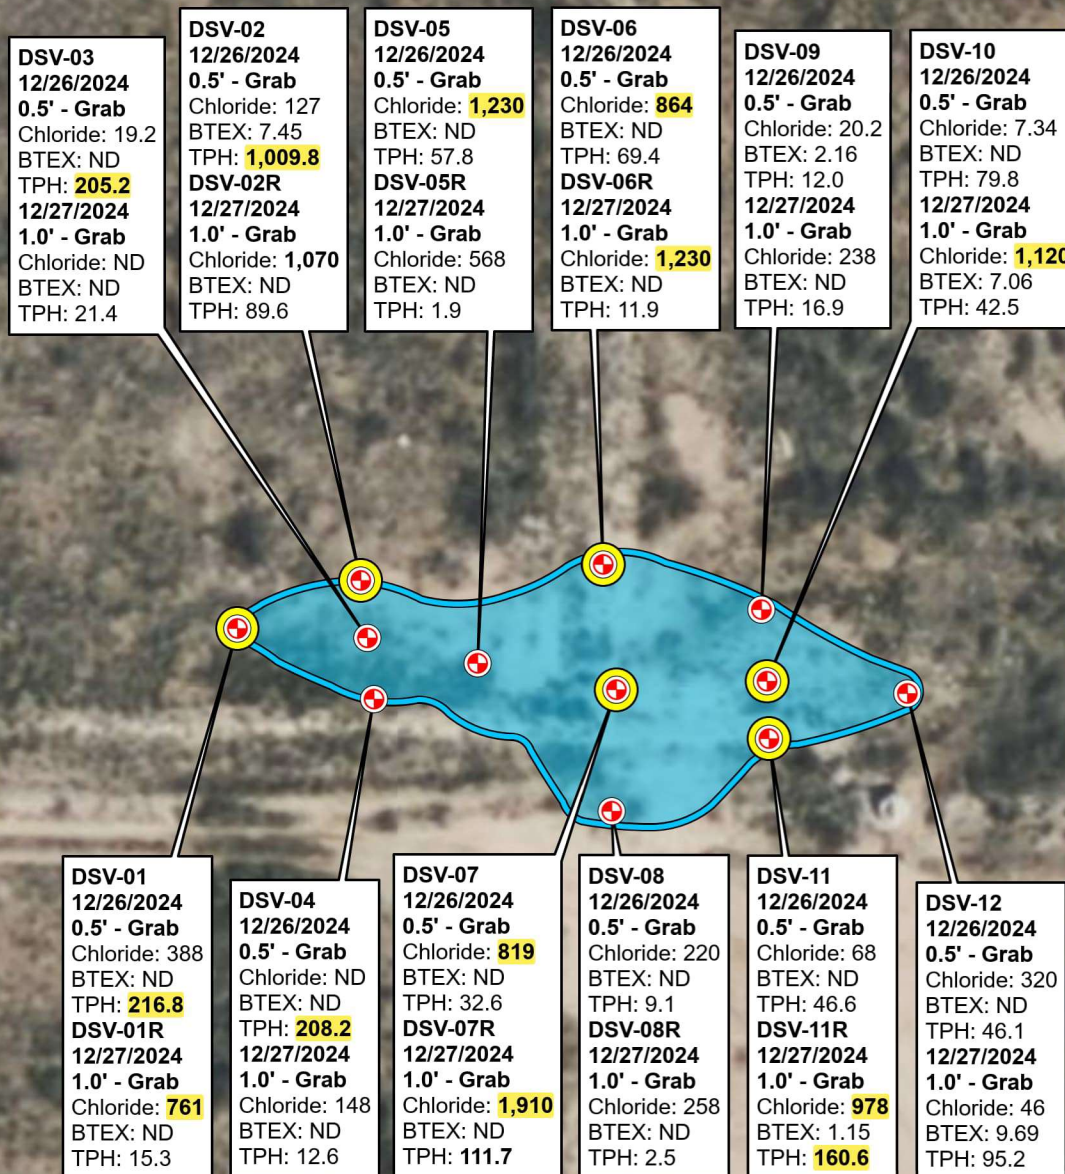 DSV-03
12/26/2024
0.5' - Grab
Chloride: 19.2
BTEX: ND
TPH: 205.2
12/27/2024
1.0' - Grab
Chloride: ND
BTEX: ND
TPH: 21.4
DSV-02
12/26/2024
0.5' - Grab
Chloride: 127
BTEX: 7.45
TPH: 1,009.8
DSV-02R
12/27/2024
1.0' - Grab
Chloride: 1,070
BTEX: ND
TPH: 89.6
DSV-05
12/26/2024
0.5' - Grab
Chloride: 1,230
BTEX: ND
TPH: 57.8
DSV-05R
12/27/2024
1.0' - Grab
Chloride: 568
BTEX: ND
TPH: 1.9
DSV-06
12/26/2024
0.5' - Grab
Chloride: 864
BTEX: ND
TPH: 69.4
DSV-06R
12/27/2024
1.0' - Grab
Chloride: 1,230
BTEX: ND
TPH: 11.9
DSV-09
12/26/2024
0.5' - Grab
Chloride: 20.2
BTEX: 2.16
TPH: 12.0
12/27/2024
1.0' - Grab
Chloride: 238
BTEX: ND
TPH: 16.9
DSV-10
12/26/2024
0.5' - Grab
Chloride: 7.34
BTEX: ND
TPH: 79.8
12/27/2024
1.0' - Grab
Chloride: 1,120
BTEX: 7.06
TPH: 42.5
DSV-01
12/26/2024
0.5' - Grab
Chloride: 388
BTEX: ND
TPH: 216.8
DSV-01R
12/27/2024
1.0' - Grab
Chloride: 761
BTEX: ND
TPH: 15.3
DSV-04
12/26/2024
0.5' - Grab
Chloride: ND
BTEX: ND
TPH: 208.2
12/27/2024
1.0' - Grab
Chloride: 148
BTEX: ND
TPH: 12.6
DSV-07
12/26/2024
0.5' - Grab
Chloride: 819
BTEX: ND
TPH: 32.6
DSV-07R
12/27/2024
1.0' - Grab
Chloride: 1,910
BTEX: ND
TPH: 111.7
DSV-08
12/26/2024
0.5' - Grab
Chloride: 220
BTEX: ND
TPH: 9.1
DSV-08R
12/27/2024
1.0' - Grab
Chloride: 258
BTEX: ND
TPH: 2.5
DSV-11
12/26/2024
0.5' - Grab
Chloride: 68
BTEX: ND
TPH: 46.6
DSV-11R
12/27/2024
1.0' - Grab
Chloride: 978
BTEX: 1.15
TPH: 160.6
DSV-12
12/26/2024
0.5' - Grab
Chloride: 320
BTEX: ND
TPH: 46.1
12/27/2024
1.0' - Grab
Chloride: 46
BTEX: 9.69
TPH: 95.2